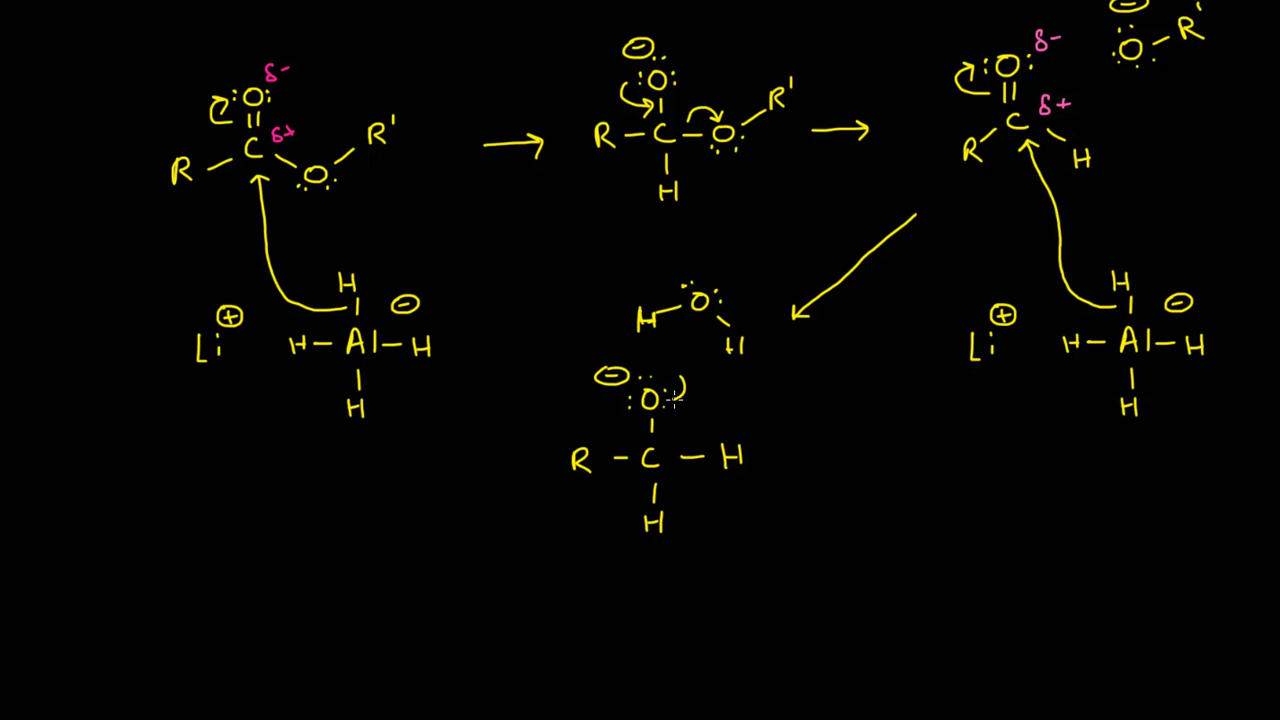 ⊖
δ- ⊖ :O: :O: δ- :O R'
:O: R' C δ+
C δ+ R' R C O
R O R H
H
H ⊖ H O H ⊖
Li ⊕ H Al H H Li ⊕ H Al H
H ⊖ :O: H
R C H
H